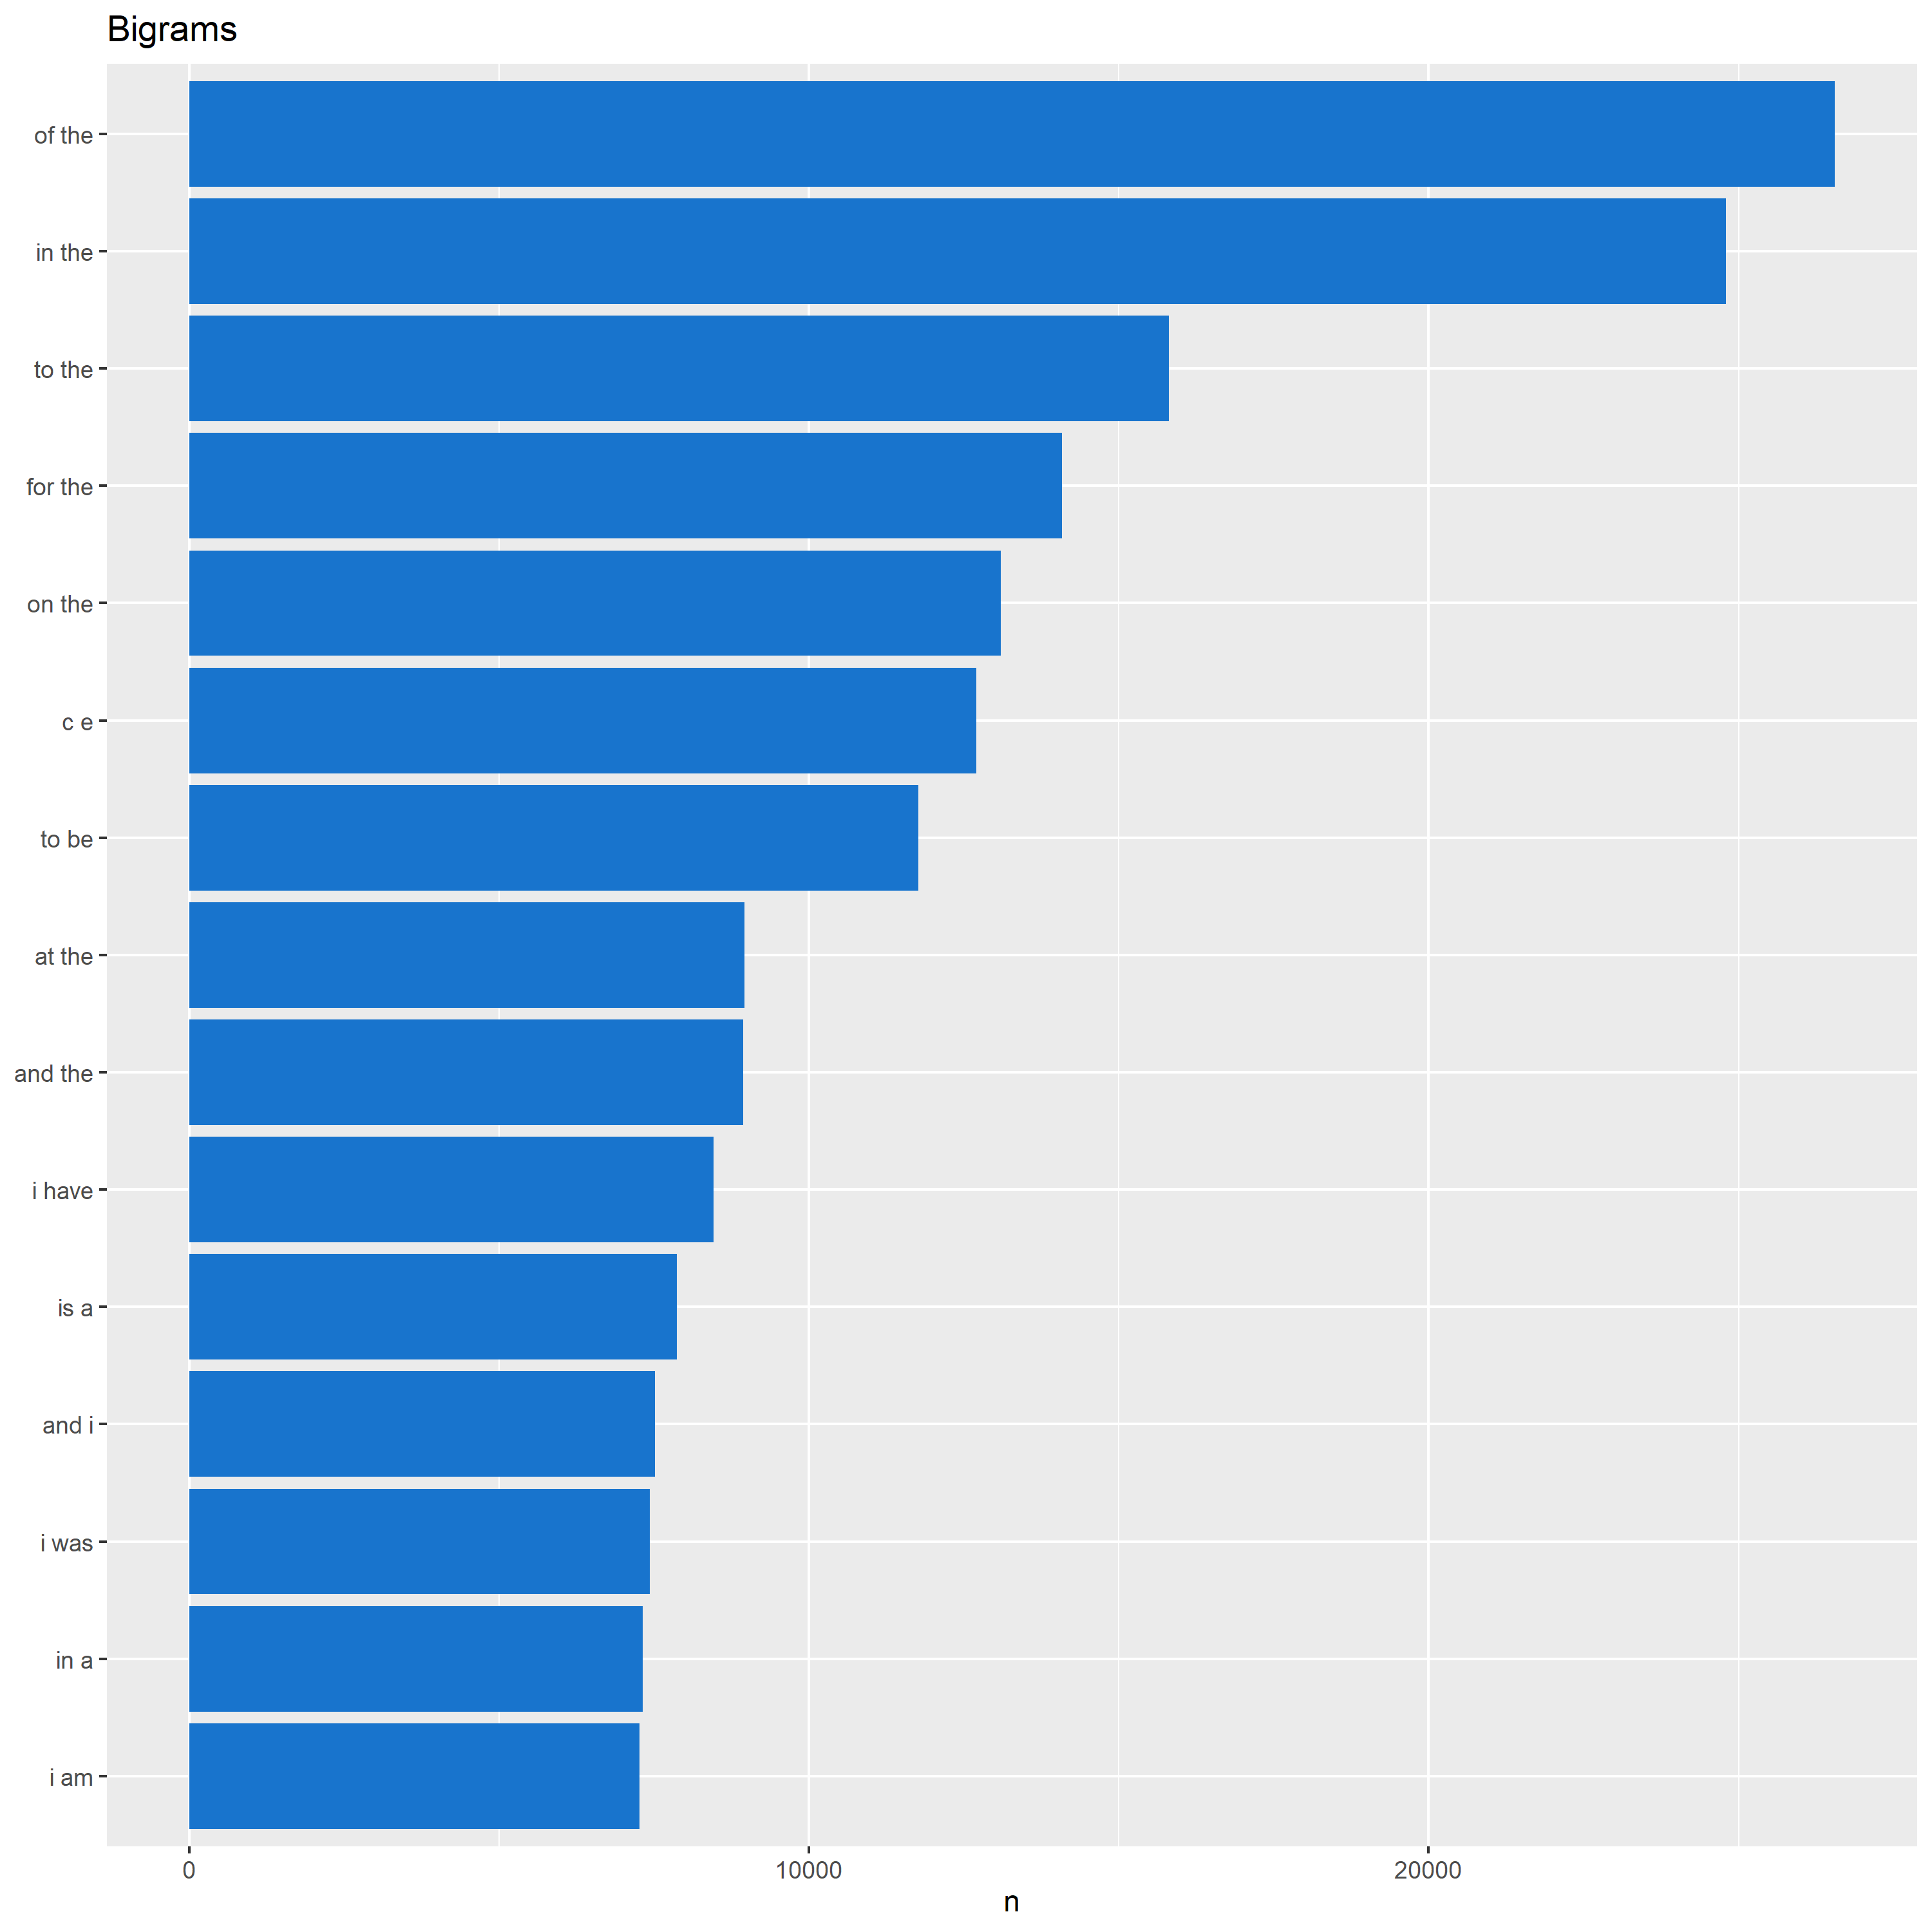 Bigrams
of the
in the
to the
for the
on the
c e
to be
at the
and the
i have
is a
and i
i was
in a
i am
0 10000 20000
n